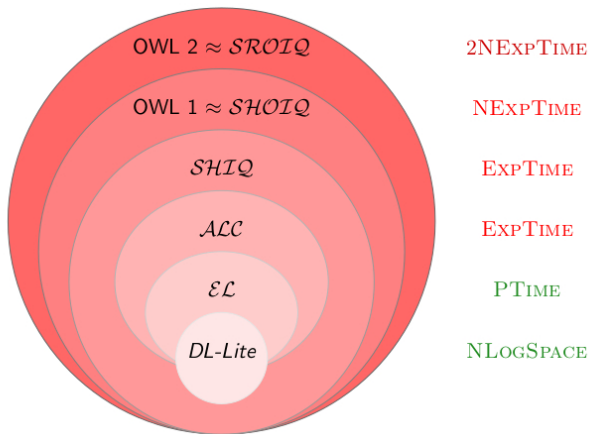 OWL 2 ≈ 𝒮ℛ𝒪ℐ𝒬 2NEXPTIME
OWL 1 ≈ 𝒮ℋ𝒪ℐ𝒬 NEXPTIME
𝒮ℋℐ𝒬 EXPTIME
𝒜ℒ𝒞 EXPTIME
ℰℒ PTIME
DL-Lite NLOGSPACE